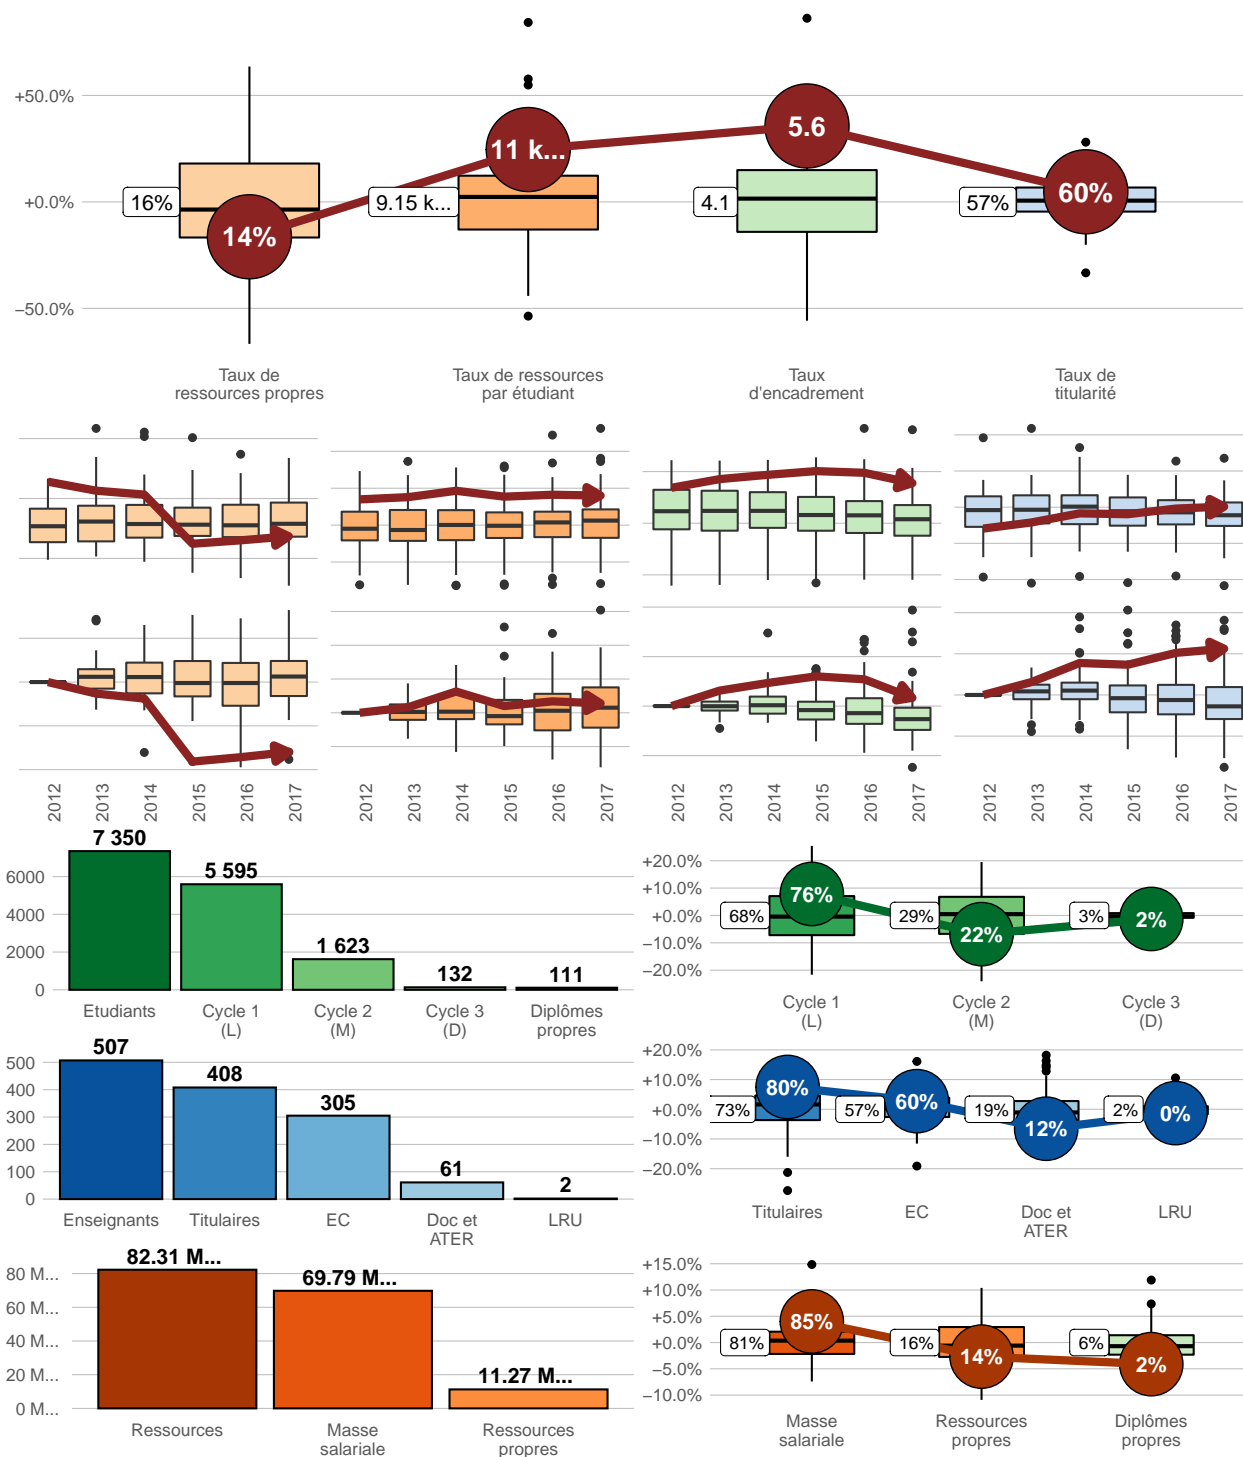 +50.0%
+0.0%
−50.0%
16%
14%
9.15 k...
11 k...
4.1
5.6
57%
60%
Taux de
ressources propres
Taux de ressources
par étudiant
Taux
d'encadrement
Taux de
titularité
2012
2013
2014
2015
2016
2017
2012
2013
2014
2015
2016
2017
2012
2013
2014
2015
2016
2017
2012
2013
2014
2015
2016
2017
7 350
5 595
1 623
132
111
6000
4000
2000
0
Etudiants
Cycle 1
(L)
Cycle 2
(M)
Cycle 3
(D)
Diplômes
propres
+20.0%
+10.0%
+0.0%
−10.0%
−20.0%
68%
76%
29%
22%
3%
2%
Cycle 1
(L)
Cycle 2
(M)
Cycle 3
(D)
507
408
305
61
2
500
400
300
200
100
0
Enseignants
Titulaires
EC
Doc et
ATER
LRU
+20.0%
+10.0%
+0.0%
−10.0%
−20.0%
73%
80%
57%
60%
19%
12%
2%
0%
Titulaires
EC
Doc et
ATER
LRU
82.31 M...
69.79 M...
11.27 M...
80 M...
60 M...
40 M...
20 M...
0 M...
Ressources
Masse
salariale
Ressources
propres
+15.0%
+10.0%
+5.0%
+0.0%
−5.0%
−10.0%
81%
85%
16%
14%
6%
2%
Masse
salariale
Ressources
propres
Diplômes
propres